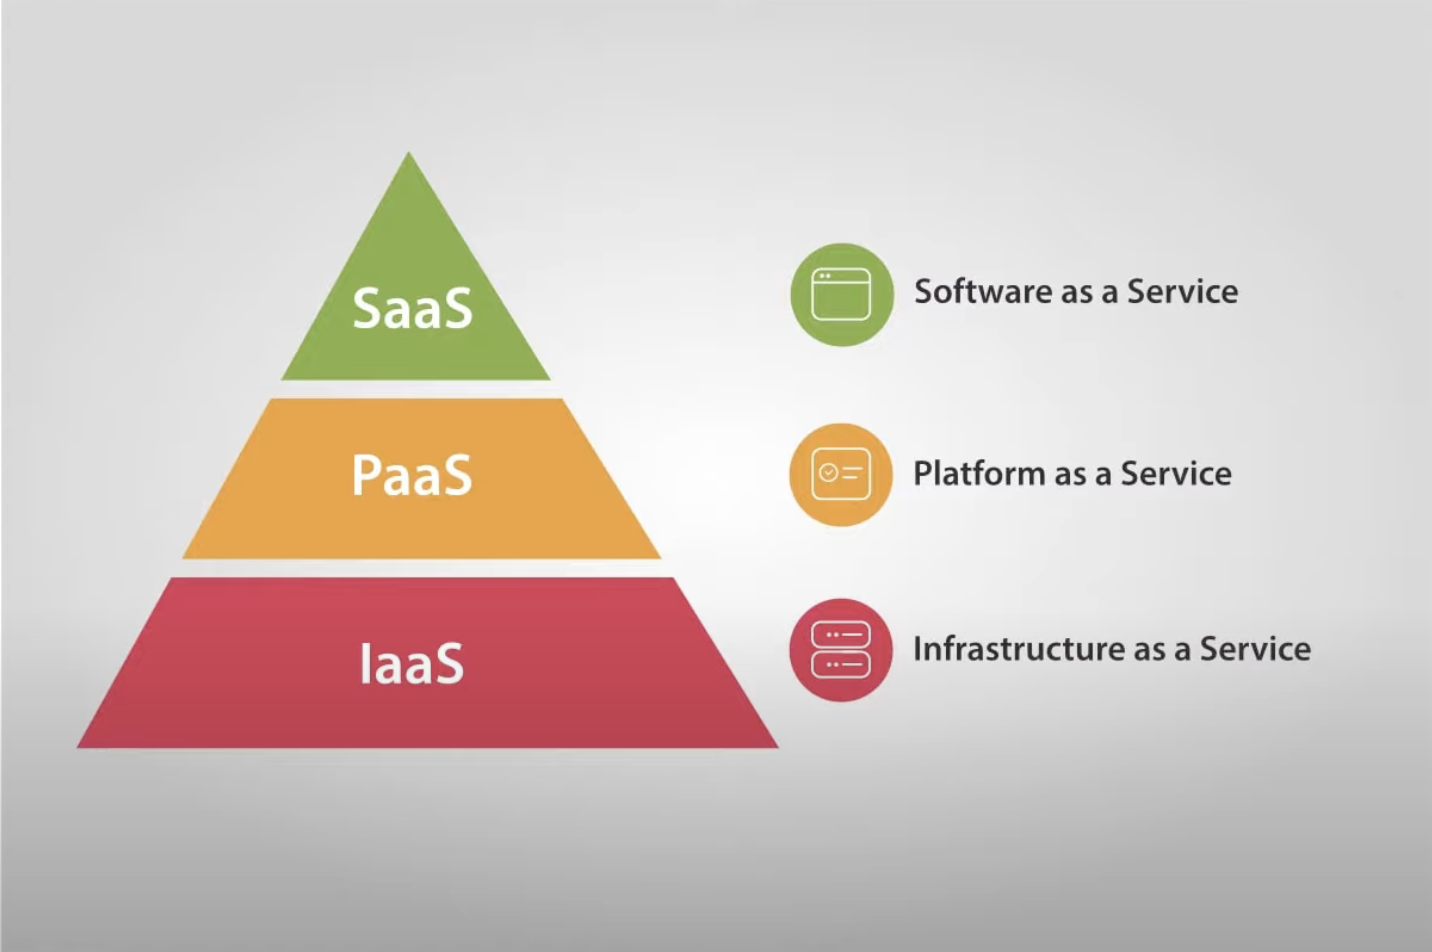 SaaS
Software as a Service
PaaS
Platform as a Service
IaaS
Infrastructure as a Service